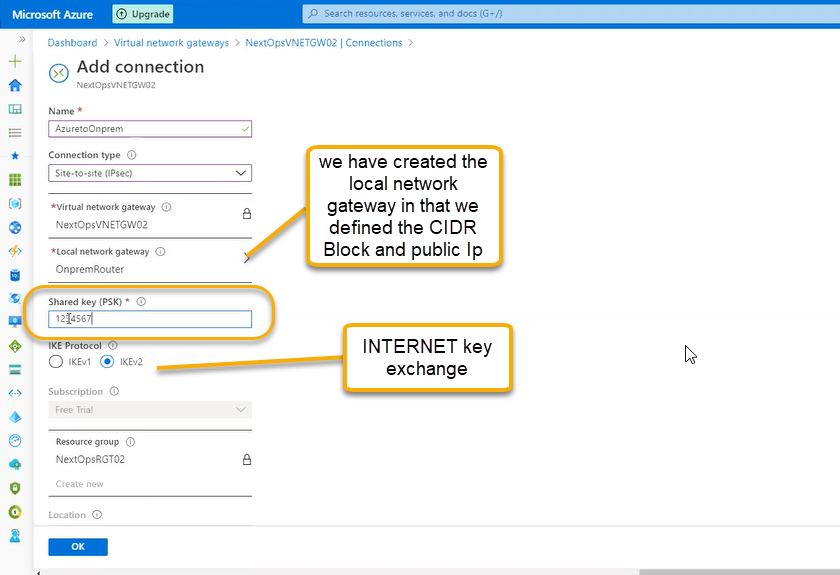 Microsoft Azure
Upgrade
Search resources, services, and docs (G+/)
Dashboard > Virtual network gateways > NextOpsVNETGW02 | Connections >
Add connection
NextOpsVNETGW02
Name *
AzuretoOnprem
Connection type
Site-to-site (IPsec)
*Virtual network gateway
NextOpsVNETGW02
*Local network gateway
OnpremRouter
we have created the
local network
gateway in that we
defined the CIDR
Block and public Ip
Shared key (PSK) *
1234567
IKE Protocol
IKEv1 IKEv2
INTERNET key
exchange
Subscription
Free Trial
Resource group
NextOpsRGT02
Create new
Location
OK